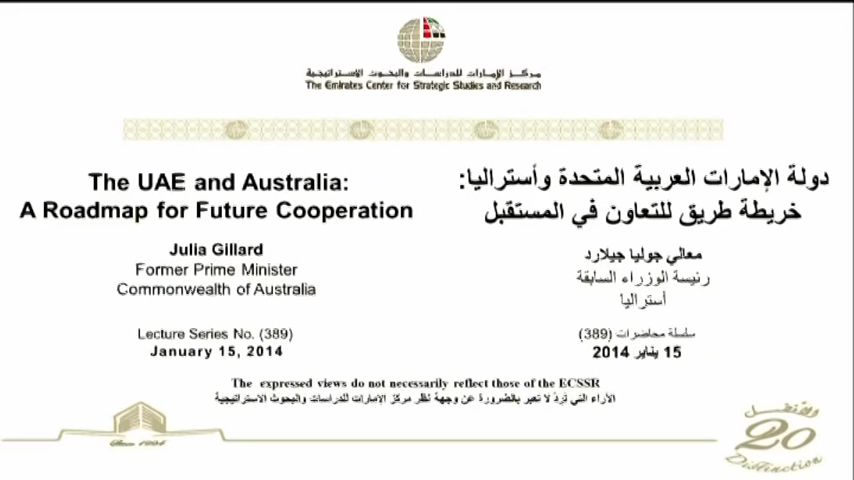 مركز الإمارات للدراسات والبحوث الاستراتيجية
The Emirates Center for Strategic Studies and Research
The UAE and Australia:
A Roadmap for Future Cooperation
Julia Gillard
Former Prime Minister
Commonwealth of Australia
Lecture Series No. (389)
January 15, 2014
دولة الإمارات العربية المتحدة وأستراليا:
خريطة طريق للتعاون في المستقبل
معالي جوليا جيلارد
رئيسة الوزراء السابقة
أستراليا
سلسلة محاضرات (389)
15 يناير 2014
The expressed views do not necessarily reflect those of the ECSSR
الآراء التي ترد لا تعبر بالضرورة عن وجهة نظر مركز الإمارات للدراسات والبحوث الاستراتيجية
Since 1994
الأفضل
20
Distinction